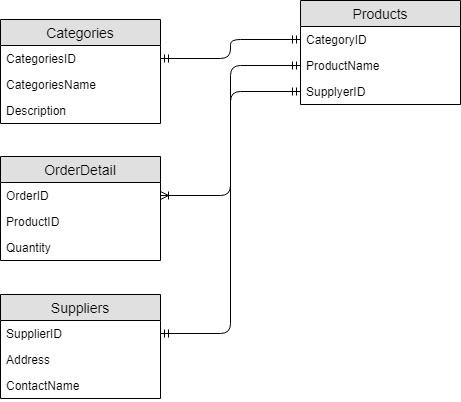 Products
CategoryID
ProductName
SupplyerID
Categories
CategoriesID
CategoriesName
Description
OrderDetail
OrderID
ProductID
Quantity
Suppliers
SupplierID
Address
ContactName